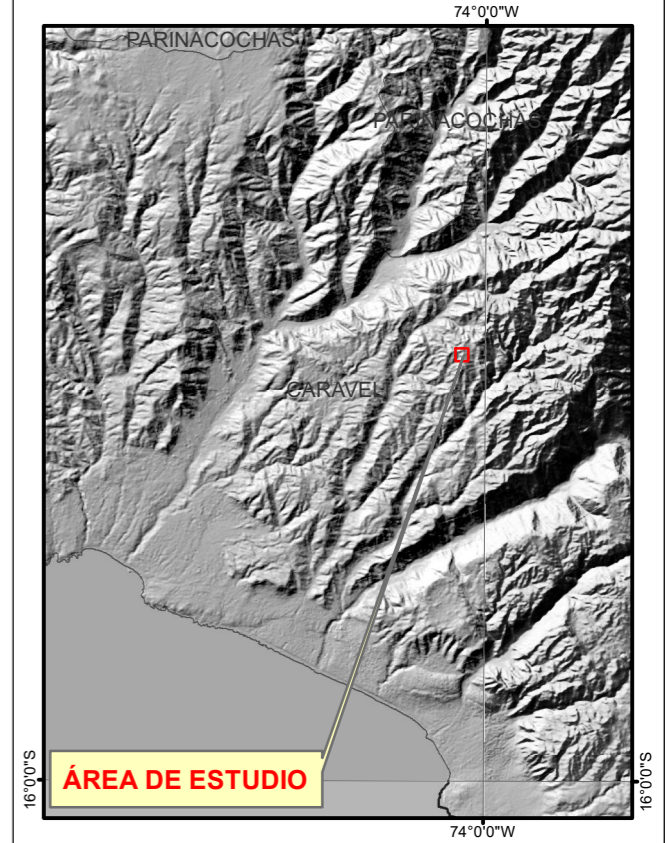 74°0'0"W
PARINACOCHAS
PARINACOCHAS
CARAVELI
ÁREA DE ESTUDIO
16°0'0"S
16°0'0"S
74°0'0"W